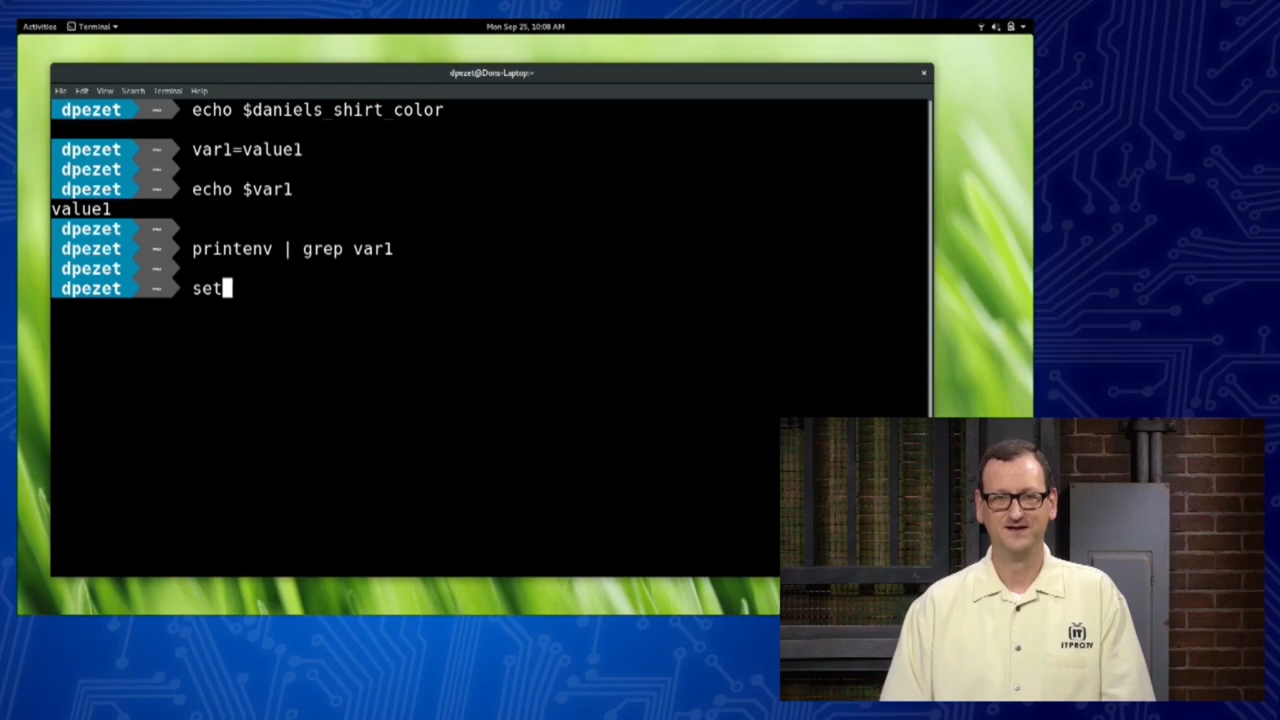 Activities Terminal Mon Sep 25, 10:08 AM
dpezet@Dons-Laptop:~
File Edit View Search Terminal Help
dpezet ~ echo $daniels_shirt_color
dpezet ~ var1=value1
dpezet ~
dpezet ~ echo $var1
value1
dpezet ~
dpezet ~ printenv | grep var1
dpezet ~
dpezet ~ set
IT
ITPRO.TV